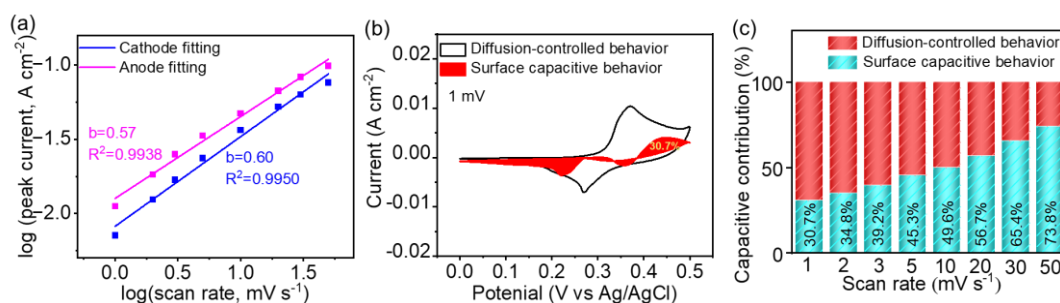 (a)
log (peak current, A cm⁻²)
−1.0
−1.5
−2.0
Cathode fitting
Anode fitting
b=0.57
R²=0.9938
b=0.60
R²=0.9950
0.0 0.5 1.0 1.5
log(scan rate, mV s⁻¹)
(b)
Current (A cm⁻²)
0.02
0.01
0.00
-0.01
-0.02
Diffusion-controlled behavior
Surface capacitive behavior
1 mV
30.7%
0.0 0.1 0.2 0.3 0.4 0.5
Potenial (V vs Ag/AgCl)
(c)
Capacitive contribution (%)
100
50
0
Diffusion-controlled behavior
Surface capacitive behavior
30.7% 34.8% 39.2% 45.3% 49.6% 56.7% 65.4% 73.8%
1 2 3 5 10 20 30 50
Scan rate (mV s⁻¹)